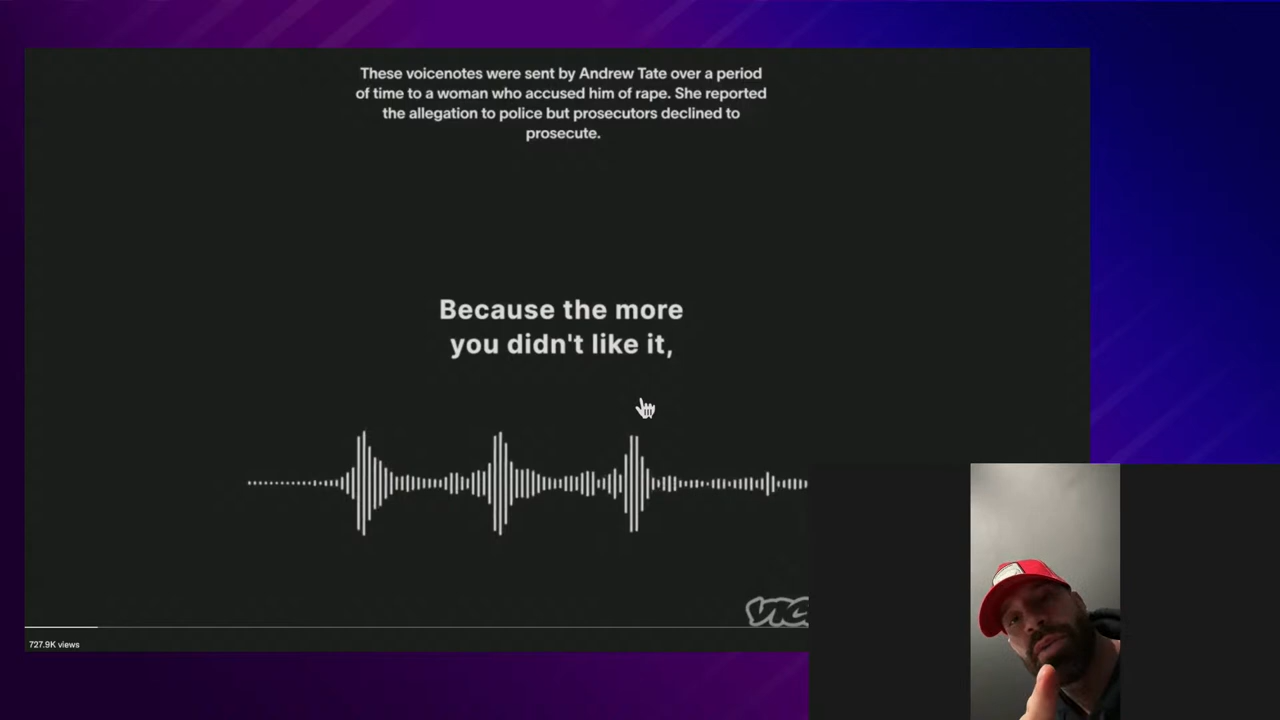 These voicenotes were sent by Andrew Tate over a period
of time to a woman who accused him of rape. She reported
the allegation to police but prosecutors declined to
prosecute.
Because the more
you didn't like it,
VIC
727.9K views